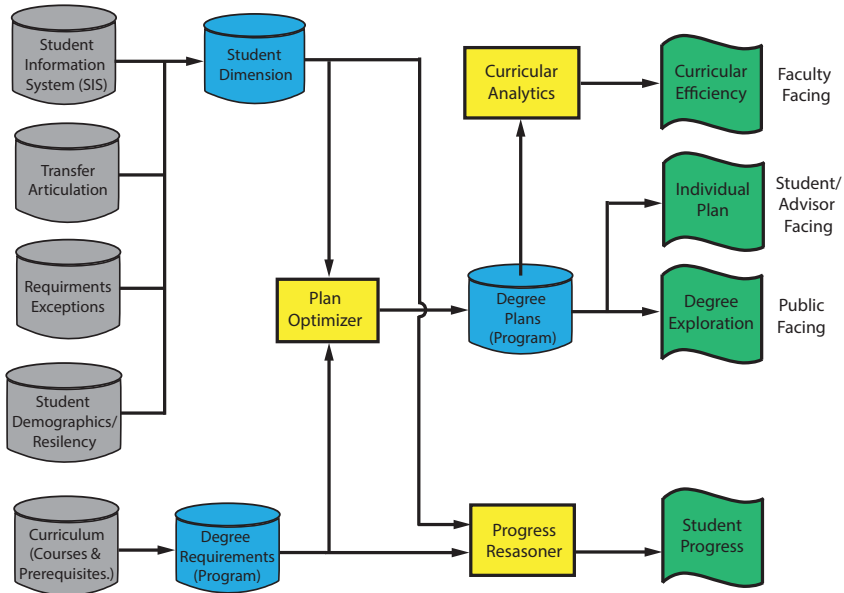 Student
Information
System (SIS)
Student
Dimension
Curricular
Analytics
Curricular
Efficiency
Faculty
Facing
Transfer
Articulation
Individual
Plan
Student/
Advisor
Facing
Requirments
Exceptions
Plan
Optimizer
Degree
Plans
(Program)
Degree
Exploration
Public
Facing
Student
Demographics/
Resilency
Curriculum
(Courses &
Prerequisites.)
Degree
Requirements
(Program)
Progress
Resasoner
Student
Progress